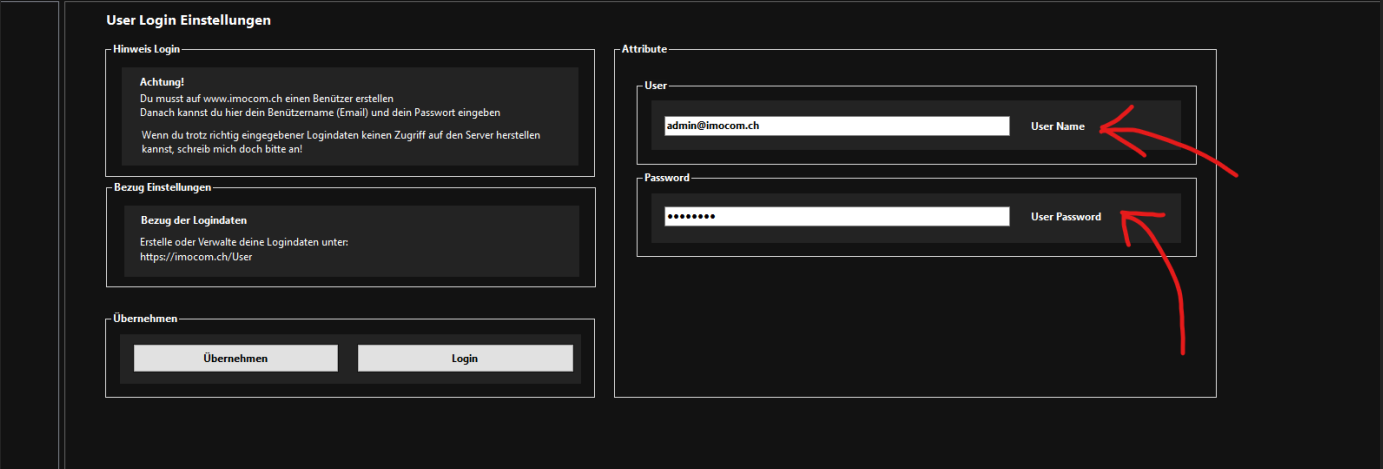 User Login Einstellungen
Hinweis Login
Achtung!
Du musst auf www.imocom.ch einen Benützer erstellen
Danach kannst du hier dein Benützername (Email) und dein Passwort eingeben
Wenn du trotz richtig eingegebener Logindaten keinen Zugriff auf den Server herstellen
kannst, schreib mich doch bitte an!
Bezug Einstellungen
Bezug der Logindaten
Erstelle oder Verwalte deine Logindaten unter:
https://imocom.ch/User
Übernehmen
Übernehmen
Login
Attribute
User
admin@imocom.ch
User Name
Password
●●●●●●●●
User Password